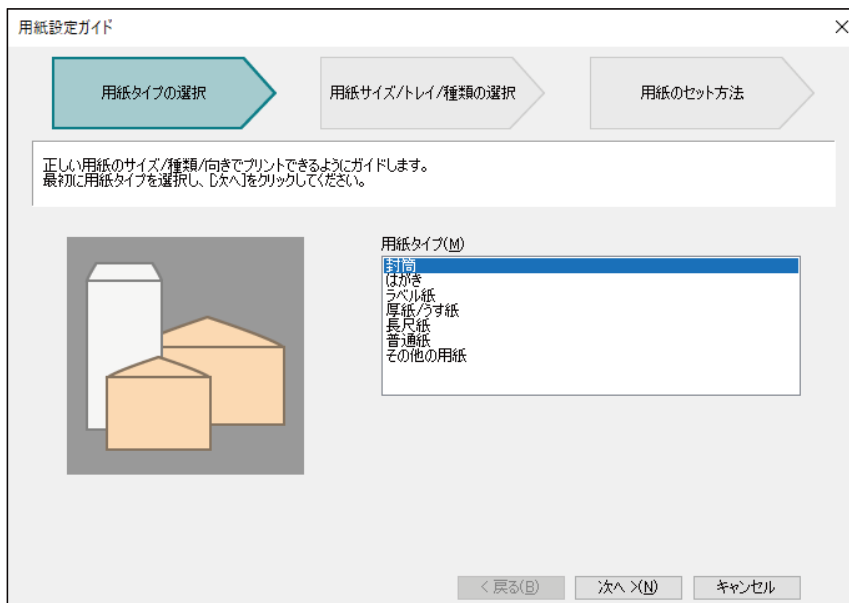 用紙設定ガイド
用紙タイプの選択
用紙サイズ/トレイ/種類の選択
用紙のセット方法
正しい用紙のサイズ/種類/向きでプリントできるようにガイドします。
最初に用紙タイプを選択し、[次へ]をクリックしてください。
用紙タイプ(M)
封筒
はがき
ラベル紙
厚紙/うす紙
長尺紙
普通紙
その他の用紙
< 戻る(B)
次へ >(N)
キャンセル